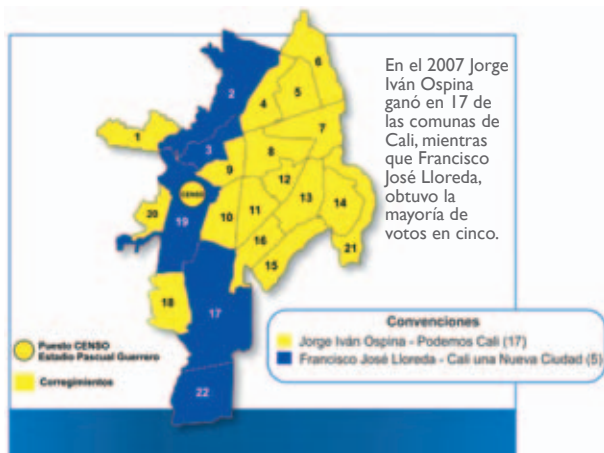 En el 2007 Jorge
Iván Ospina
ganó en 17 de
las comunas de
Cali, mientras
que Francisco
José Lloreda,
obtuvo la
mayoría de
votos en cinco.
6
2
5
4
7
1
3
8
9
12
CENSO
13
14
20
19
10
11
16
21
15
18
17
22
Convenciones
Jorge Iván Ospina - Podemos Cali (17)
Francisco José Lloreda - Cali una Nueva Ciudad (5)
Puesto CENSO
Estadio Pascual Guerrero
Corregimientos